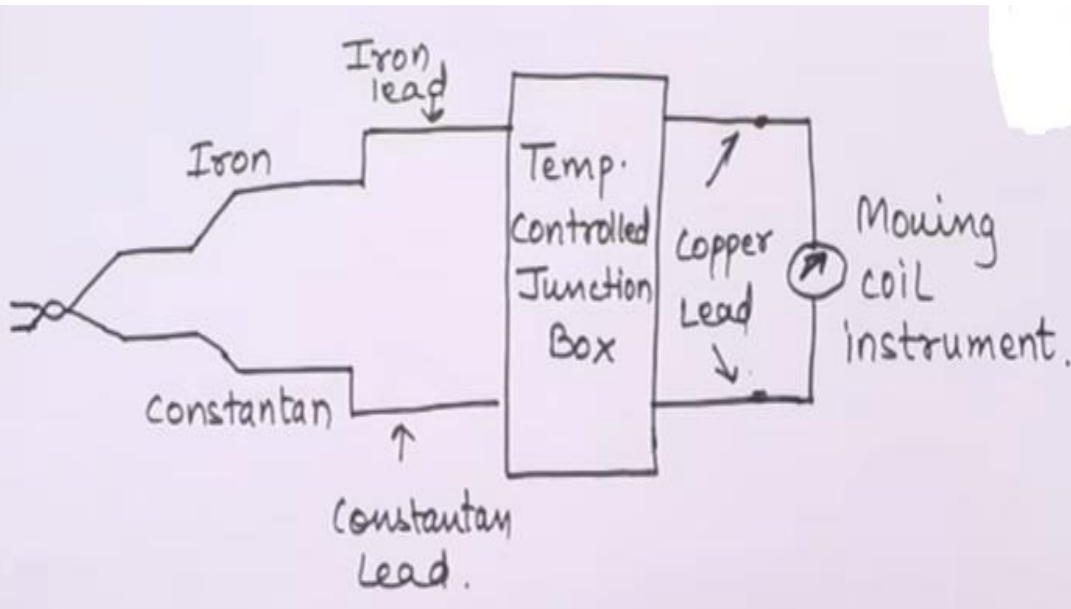 Iron
lead
Iron
Temp.
Controlled
Junction
Box
Copper
Lead
Moving
coil
instrument.
Constantan
Constantan
Lead.